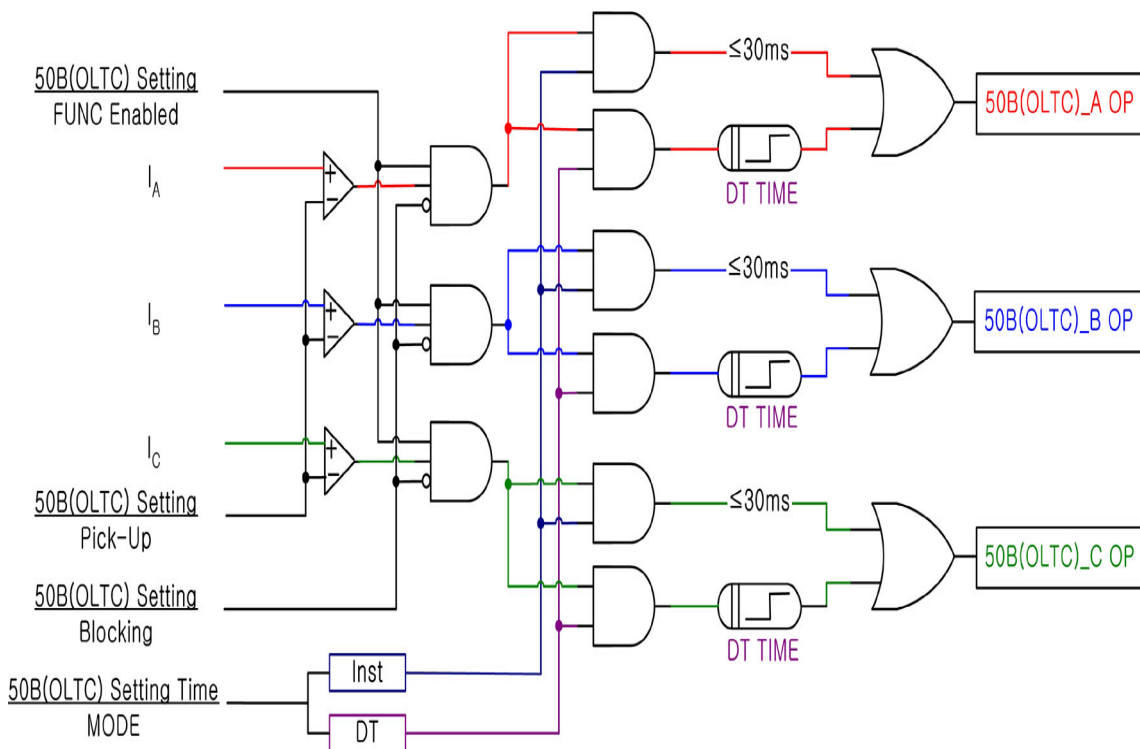 50B(OLTC) Setting
FUNC Enabled
IA
IB
IC
50B(OLTC) Setting
Pick-Up
50B(OLTC) Setting
Blocking
50B(OLTC) Setting Time
MODE
Inst
DT
+
−
+
−
+
−
≤30ms
DT TIME
50B(OLTC)_A OP
≤30ms
DT TIME
50B(OLTC)_B OP
≤30ms
DT TIME
50B(OLTC)_C OP